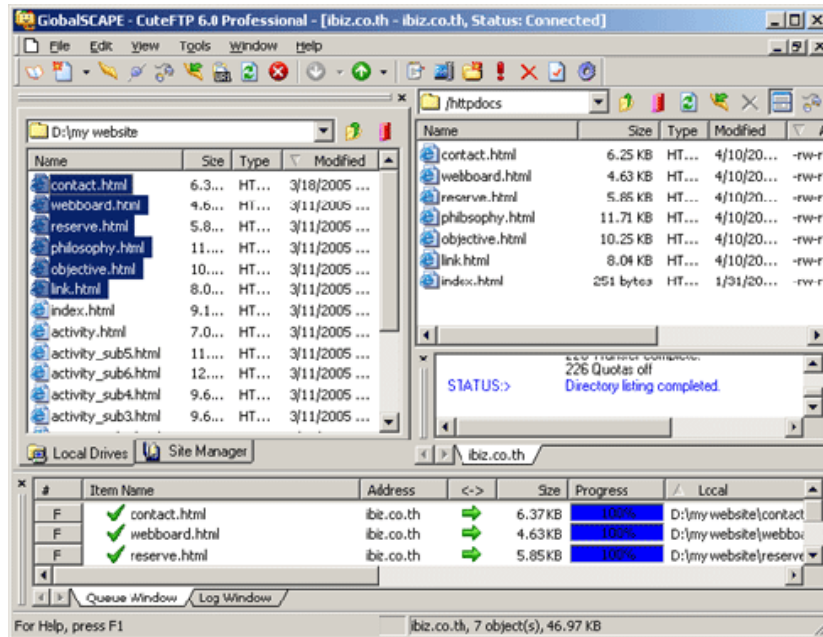 GlobalSCAPE - CuteFTP 6.0 Professional - [ibiz.co.th - ibiz.co.th, Status: Connected]
File Edit View Tools Window Help
D:\my website
Name Size Type Modified
contact.html 6.3... HT... 3/18/2005 ...
webboard.html 4.6... HT... 3/11/2005 ...
reserve.html 5.8... HT... 3/11/2005 ...
philosophy.html 11.... HT... 3/11/2005 ...
objective.html 10.... HT... 3/11/2005 ...
link.html 8.0... HT... 3/11/2005 ...
index.html 9.1... HT... 3/11/2005 ...
activity.html 7.0... HT... 3/11/2005 ...
activity_sub5.html 11.... HT... 3/11/2005 ...
activity_sub6.html 12.... HT... 3/11/2005 ...
activity_sub4.html 9.6... HT... 3/11/2005 ...
activity_sub3.html 9.6... HT... 3/11/2005 ...
Local Drives Site Manager
/httpdocs
Name Size Type Modified
contact.html 6.25 KB HT... 4/10/20... -rw-r
webboard.html 4.63 KB HT... 4/10/20... -rw-r
reserve.html 5.85 KB HT... 4/10/20... -rw-r
philosophy.html 11.71 KB HT... 4/10/20... -rw-r
objective.html 10.25 KB HT... 4/10/20... -rw-r
link.html 8.04 KB HT... 4/10/20... -rw-r
index.html 251 bytes HT... 1/31/20... -rw-r
226 Transfer complete.
226 Quotas off
STATUS:> Directory listing completed.
ibiz.co.th
# Item Name Address <-> Size Progress Local
F contact.html ibiz.co.th 6.37KB 100% D:\my website\contact
F webboard.html ibiz.co.th 4.63KB 100% D:\my website\webboa
F reserve.html ibiz.co.th 5.85KB 100% D:\my website\reserve
Queue Window Log Window
For Help, press F1 ibiz.co.th, 7 object(s), 46.97 KB